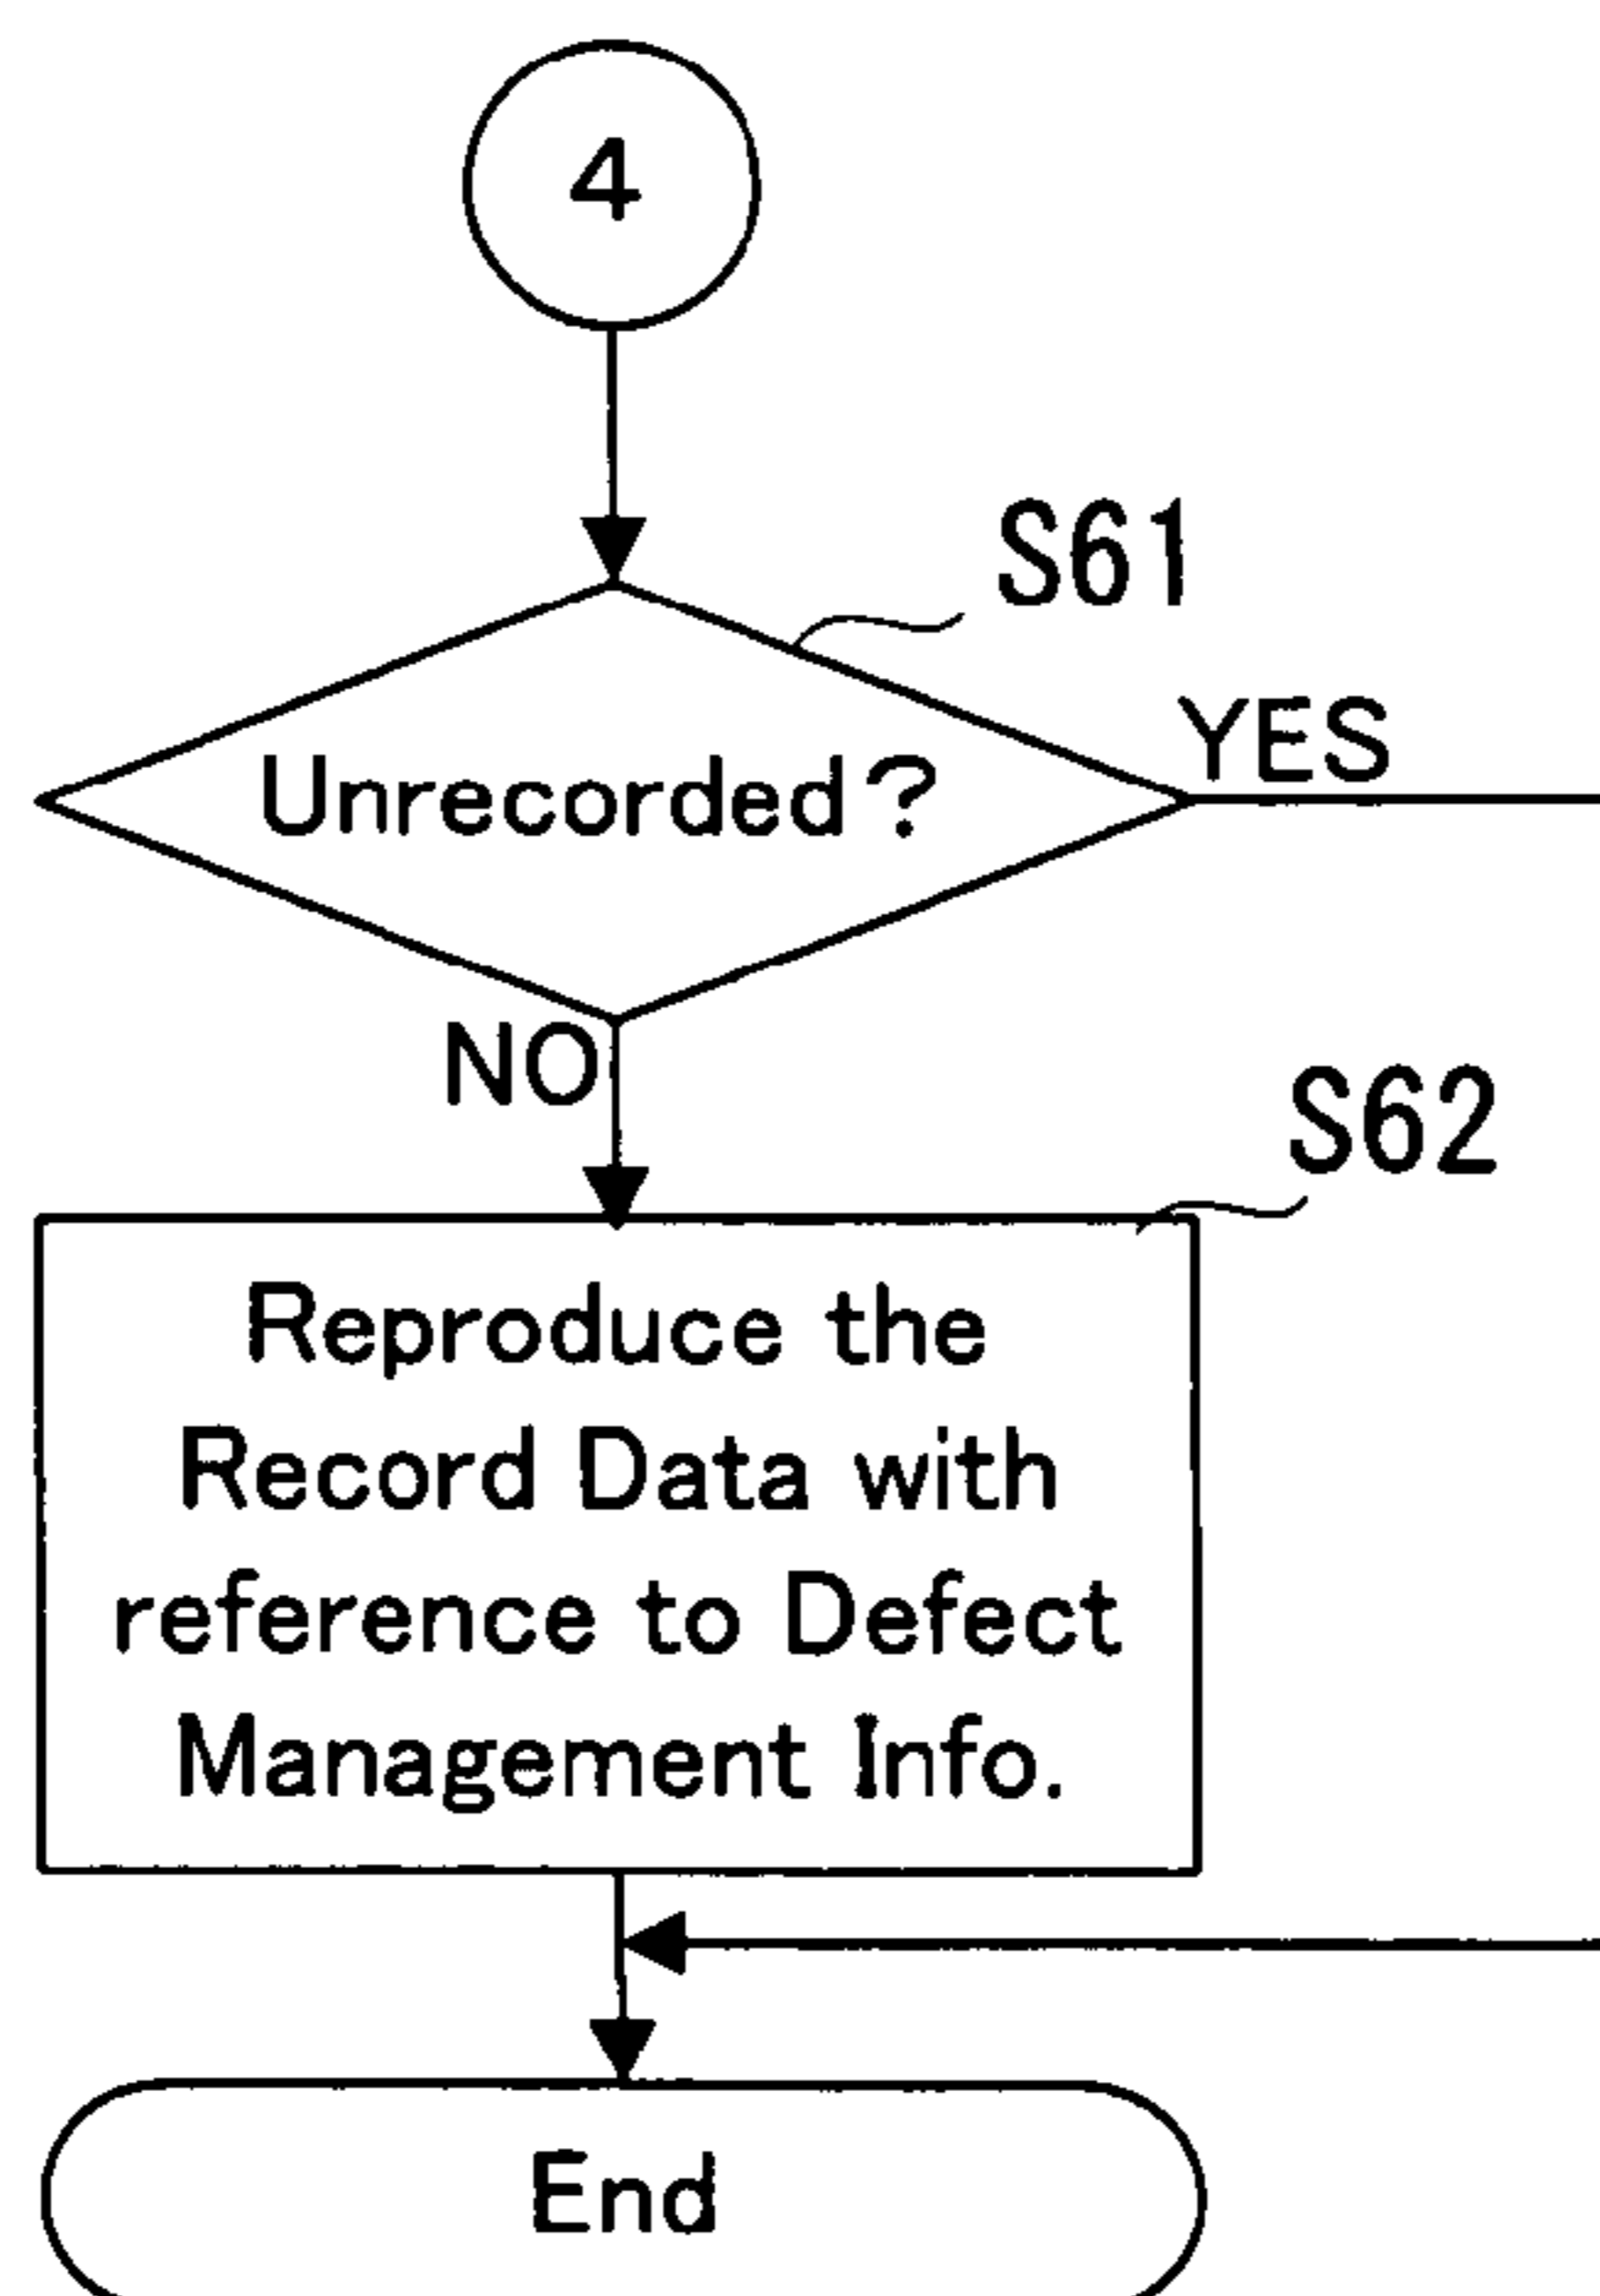 4
S61
Unrecorded?
YES
NO
S62
Reproduce the
Record Data with
reference to Defect
Management Info.
End